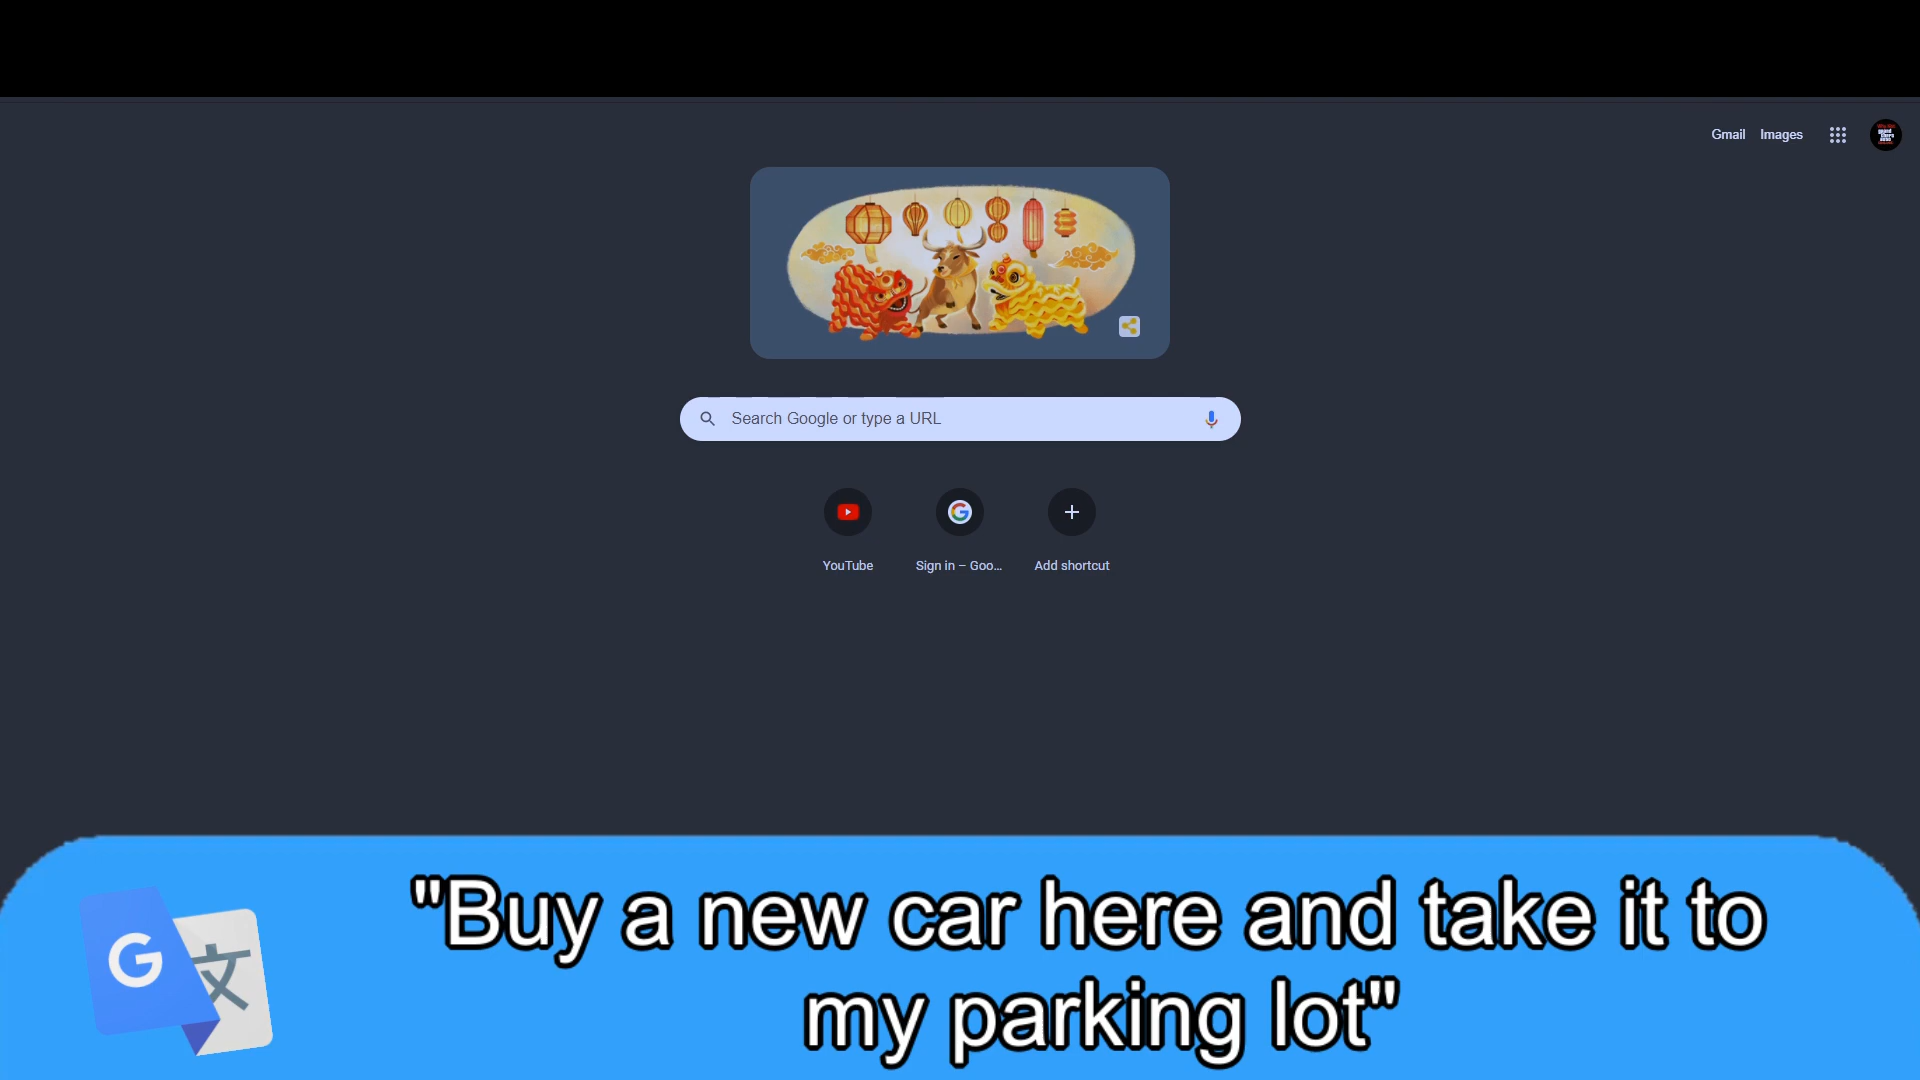 Gmail Images
Search Google or type a URL
YouTube Sign in – Goo... Add shortcut
G 文
"Buy a new car here and take it to
my parking lot"